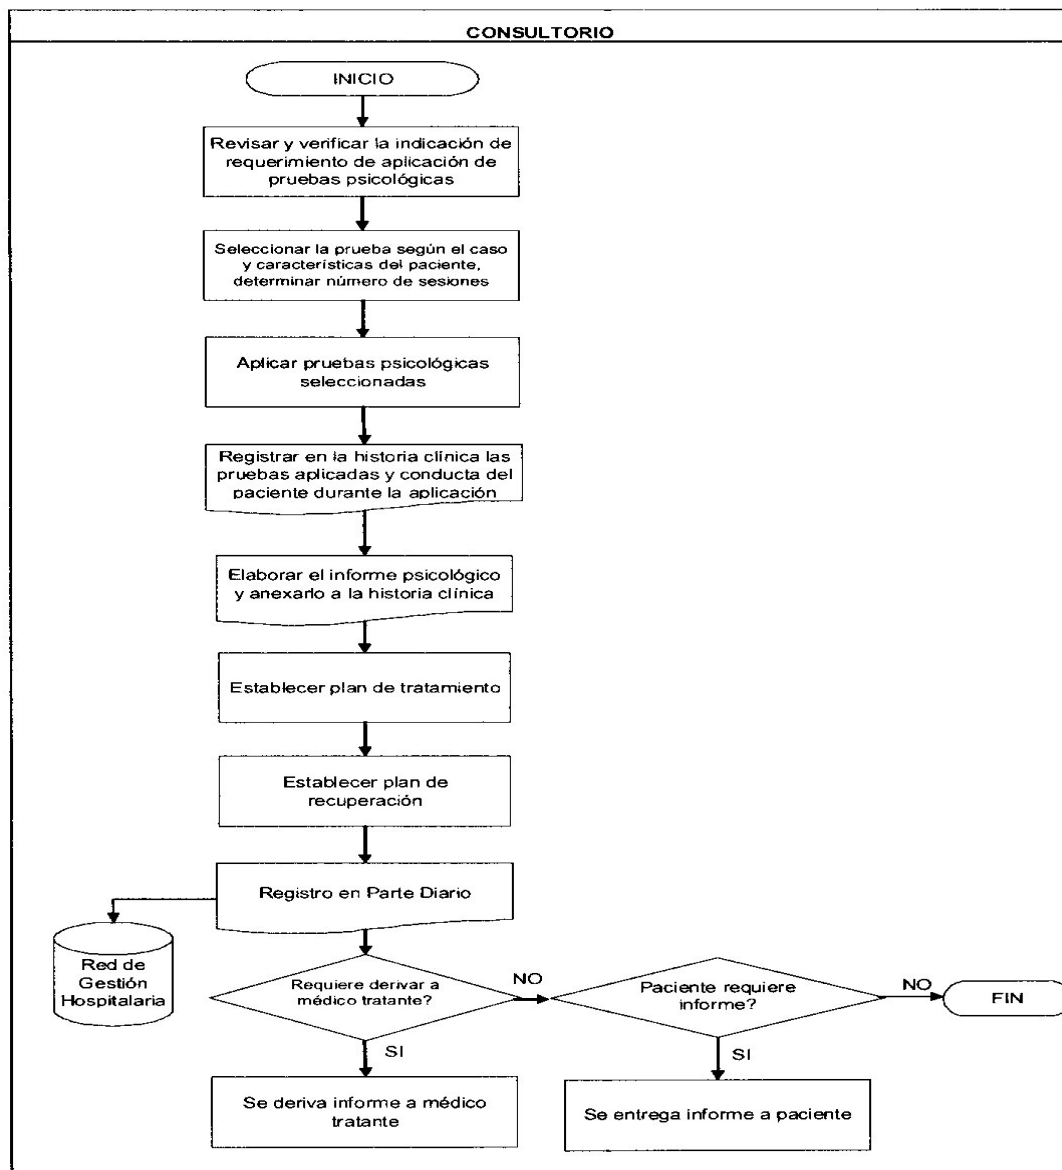 CONSULTORIO
INICIO
Revisar y verificar la indicación de
requerimiento de aplicación de
pruebas psicológicas
Seleccionar la prueba según el caso
y características del paciente,
determinar número de sesiones
Aplicar pruebas psicológicas
seleccionadas
Registrar en la historia clínica las
pruebas aplicadas y conducta del
paciente durante la aplicación
Elaborar el informe psicológico
y anexarlo a la historia clínica
Establecer plan de tratamiento
Establecer plan de
recuperación
Registro en Parte Diario
Red de
Gestión
Hospitalaria
Requiere derivar a
médico tratante?
NO
Paciente requiere
informe?
NO
FIN
SI
SI
Se deriva informe a médico
tratante
Se entrega informe a paciente